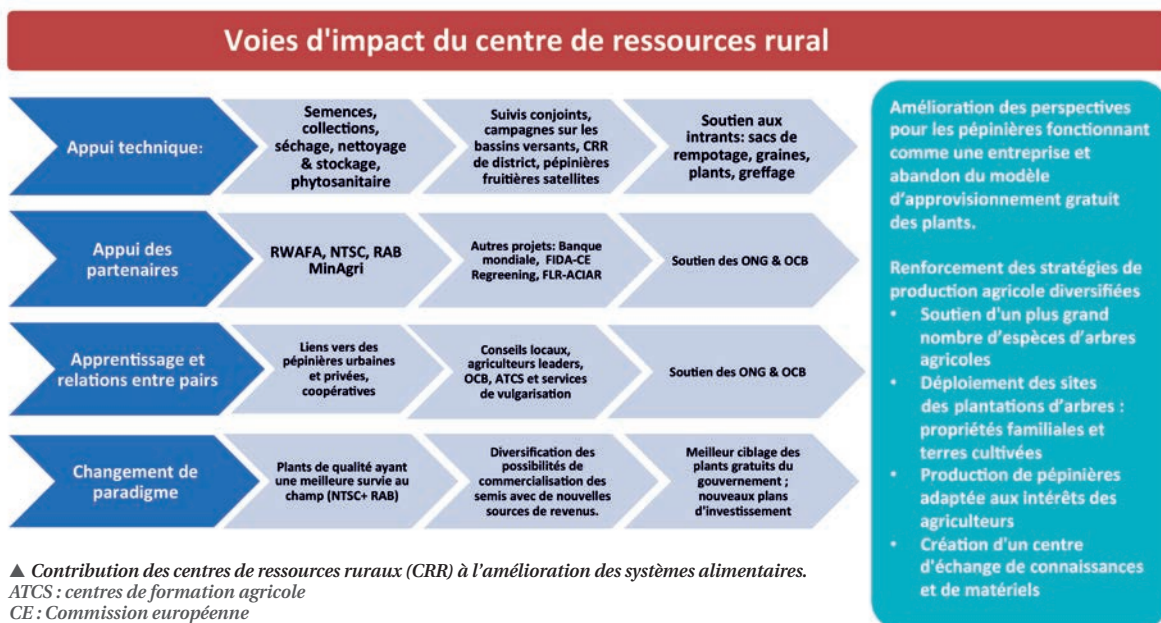 Voies d'impact du centre de ressources rural
Appui technique:
Semences,
collections,
séchage, nettoyage
& stockage,
phytosanitaire
Suivis conjoints,
campagnes sur les
bassins versants, CRR
de district, pépinières
fruitières satellites
Soutien aux
intrants: sacs de
rempotage, graines,
plants, greffage
Appui des
partenaires
RWAFA, NTSC, RAB
MinAgri
Autres projets: Banque
mondiale, FIDA-CE
Regreening, FLR-ACIAR
Soutien des ONG & OCB
Apprentissage et
relations entre pairs
Liens vers des
pépinières urbaines
et privées,
coopératives
Conseils locaux,
agriculteurs leaders,
OCB, ATCS et services
de vulgarisation
Soutien des ONG & OCB
Changement de
paradigme
Plants de qualité ayant
une meilleure survie au
champ (NTSC+ RAB)
Diversification des
possibilités de
commercialisation des
semis avec de nouvelles
sources de revenus.
Meilleur ciblage des
plants gratuits du
gouvernement ;
nouveaux plans
d'investissement
Amélioration des perspectives
pour les pépinières fonctionnant
comme une entreprise et
abandon du modèle
d'approvisionnement gratuit
des plants.
Renforcement des stratégies de
production agricole diversifiées
• Soutien d'un plus grand
nombre d'espèces d'arbres
agricoles
• Déploiement des sites
des plantations d'arbres :
propriétés familiales et
terres cultivées
• Production de pépinières
adaptée aux intérêts des
agriculteurs
• Création d'un centre
d'échange de connaissances
et de matériels
▲ Contribution des centres de ressources ruraux (CRR) à l'amélioration des systèmes alimentaires.
ATCS : centres de formation agricole
CE : Commission européenne